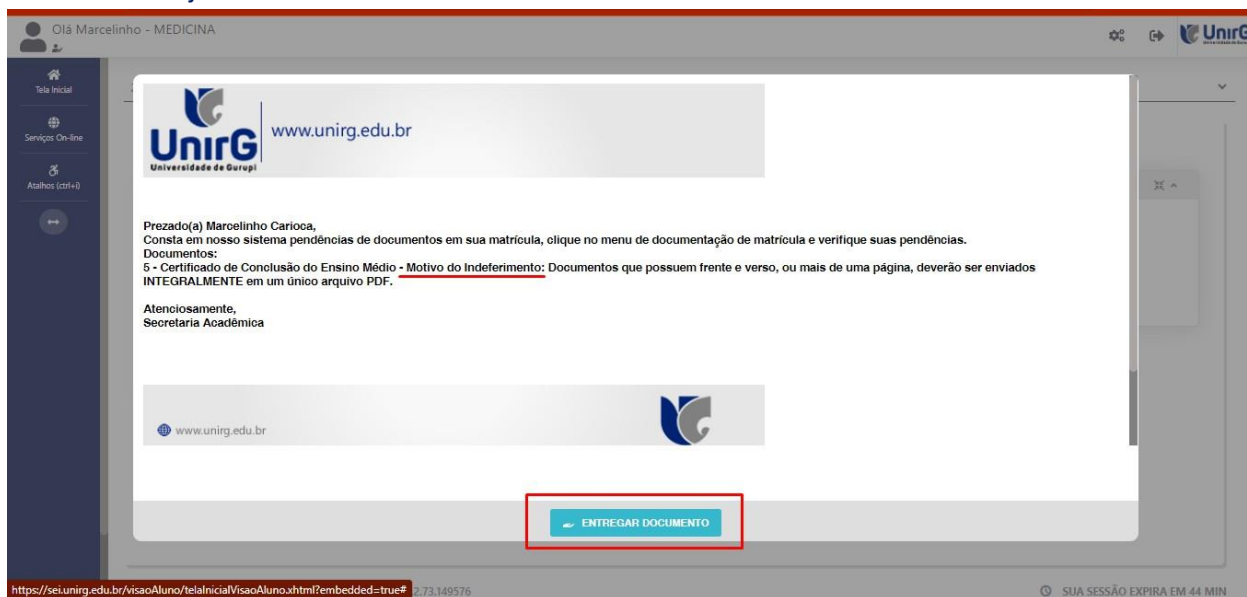 Olá Marcelinho - MEDICINA
UnirG
Tela Inicial
Serviços On-line
Atalhos (ctrl+i)
UnirG
Universidade de Gurupi
www.unirg.edu.br
Prezado(a) Marcelinho Carioca,
Consta em nosso sistema pendências de documentos em sua matrícula, clique no menu de documentação de matrícula e verifique suas pendências.
Documentos:
5 - Certificado de Conclusão do Ensino Médio - Motivo do Indeferimento: Documentos que possuem frente e verso, ou mais de uma página, deverão ser enviados
INTEGRALMENTE em um único arquivo PDF.
Atenciosamente,
Secretaria Acadêmica
www.unirg.edu.br
ENTREGAR DOCUMENTO
https://sei.unirg.edu.br/visaoAluno/telaInicialVisaoAluno.xhtml?embedded=true# 2.73.149576
SUA SESSÃO EXPIRA EM 44 MIN